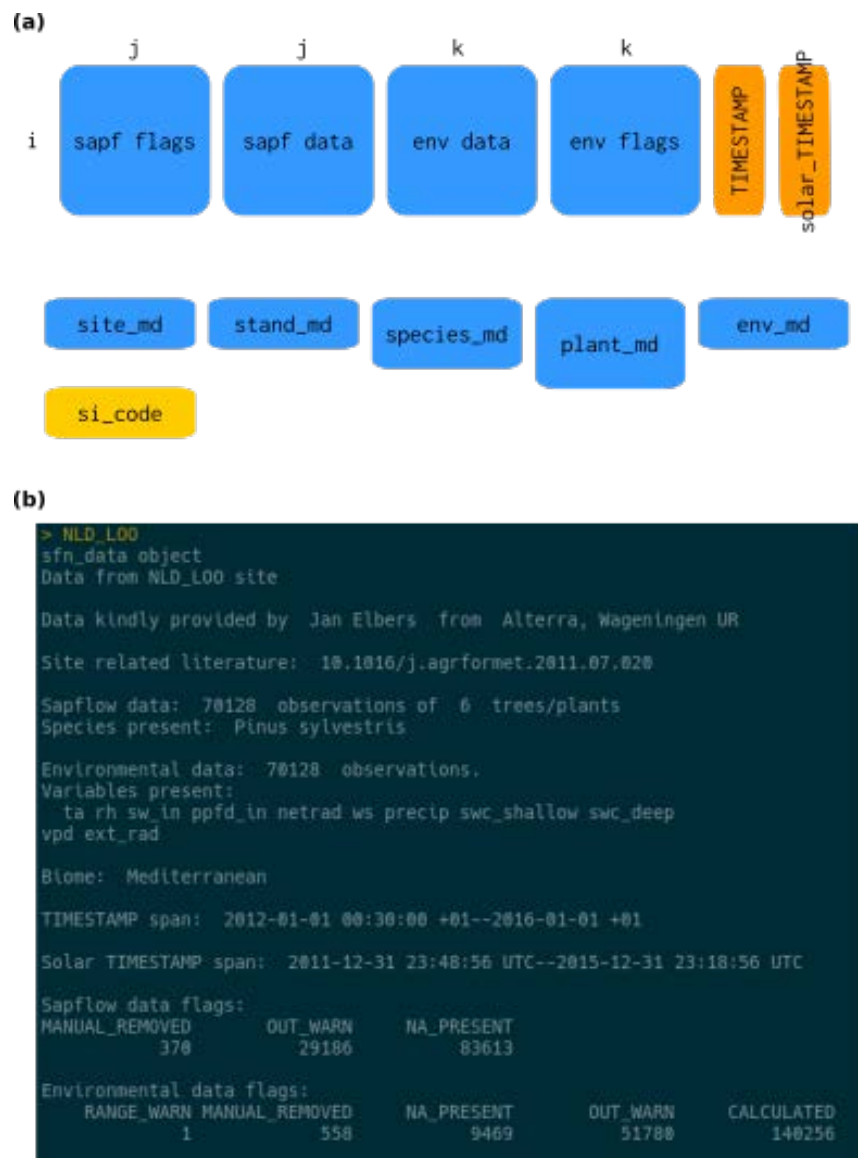 (a)
j j k k
i sapf flags sapf data env data env flags TIMESTAMP solar_TIMESTAMP
site_md stand_md species_md plant_md env_md
si_code
(b)
> NLD_LOO
sfn_data object
Data from NLD_LOO site
Data kindly provided by Jan Elbers from Alterra, Wageningen UR
Site related literature: 10.1016/j.agrformet.2011.07.020
Sapflow data: 70128 observations of 6 trees/plants
Species present: Pinus sylvestris
Environmental data: 70128 observations.
Variables present:
ta rh sw_in ppfd_in netrad ws precip swc_shallow swc_deep
vpd ext_rad
Biome: Mediterranean
TIMESTAMP span: 2012-01-01 00:30:00 +01--2016-01-01 +01
Solar TIMESTAMP span: 2011-12-31 23:48:56 UTC--2015-12-31 23:18:56 UTC
Sapflow data flags:
MANUAL_REMOVED OUT_WARN NA_PRESENT
370 29186 83613
Environmental data flags:
RANGE_WARN MANUAL_REMOVED NA_PRESENT OUT_WARN CALCULATED
1 558 9469 51780 140256